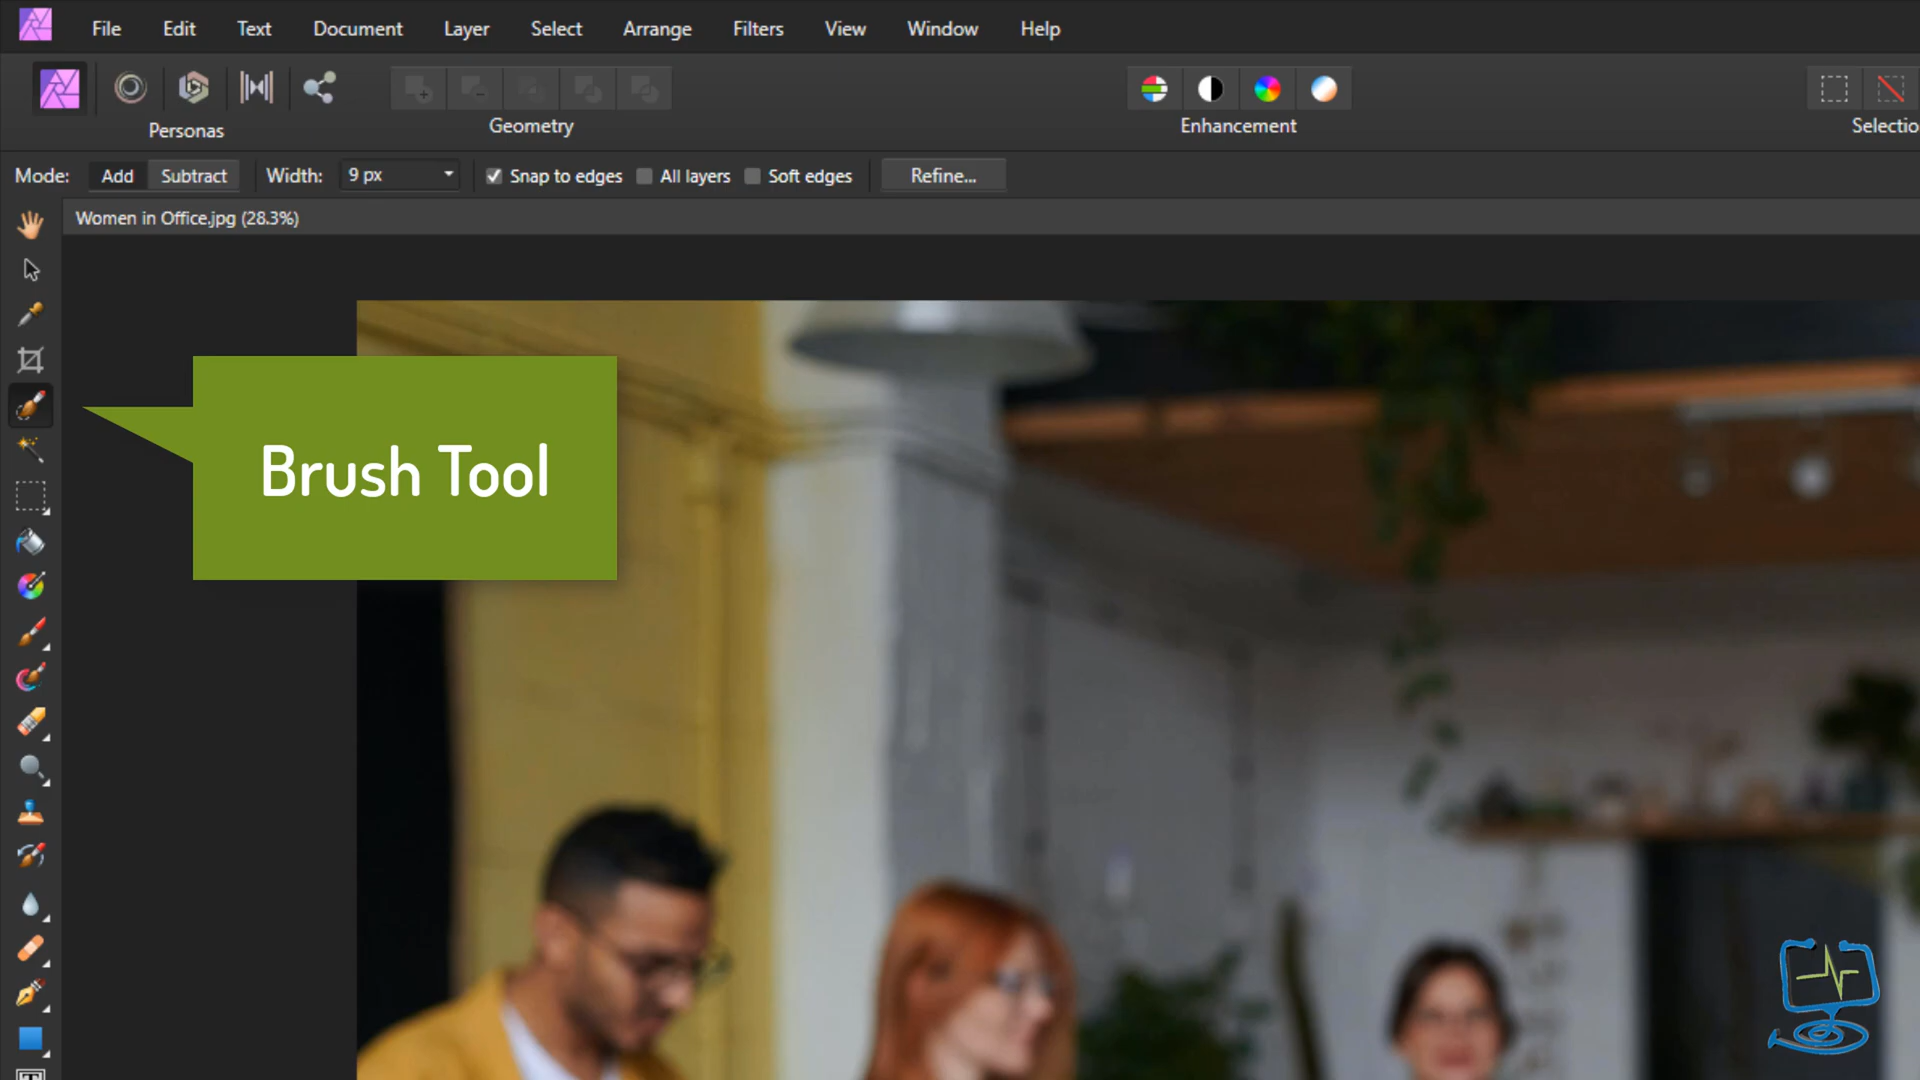 File Edit Text Document Layer Select Arrange Filters View Window Help
Personas Geometry Enhancement Selectio
Mode: Add Subtract Width: 9 px Snap to edges All layers Soft edges Refine...
Women in Office.jpg (28.3%)
Brush Tool